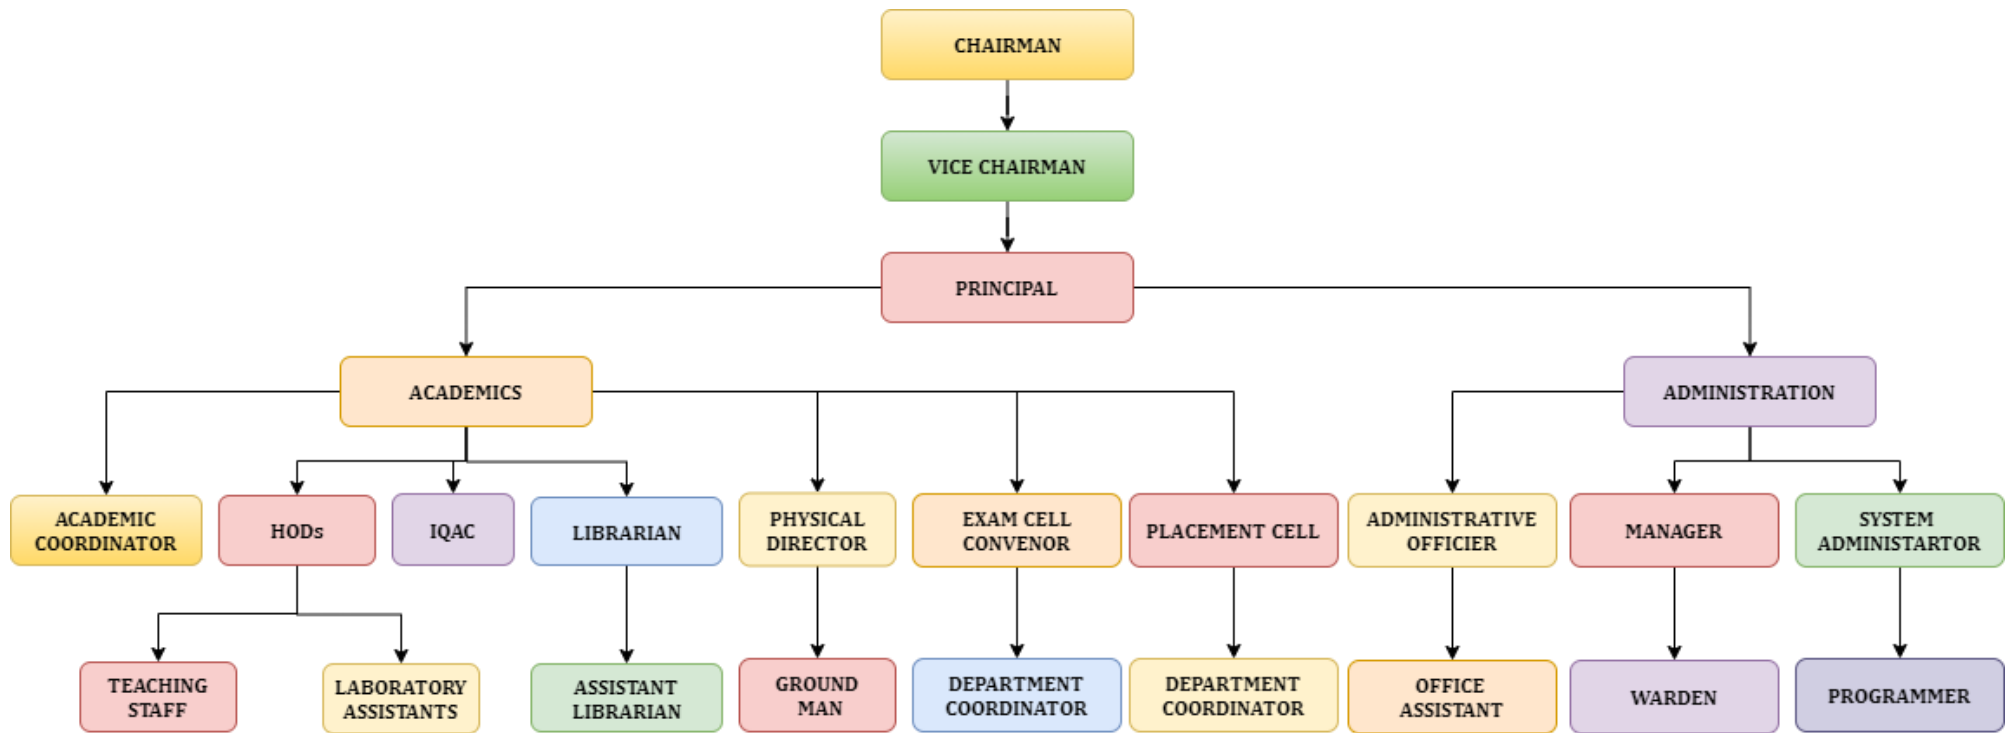 CHAIRMAN
VICE CHAIRMAN
PRINCIPAL
ACADEMICS
ADMINISTRATION
ACADEMIC
COORDINATOR
HODs
IQAC
LIBRARIAN
PHYSICAL
DIRECTOR
EXAM CELL
CONVENOR
PLACEMENT CELL
ADMINISTRATIVE
OFFICIER
MANAGER
SYSTEM
ADMINISTARTOR
TEACHING
STAFF
LABORATORY
ASSISTANTS
ASSISTANT
LIBRARIAN
GROUND
MAN
DEPARTMENT
COORDINATOR
DEPARTMENT
COORDINATOR
OFFICE
ASSISTANT
WARDEN
PROGRAMMER